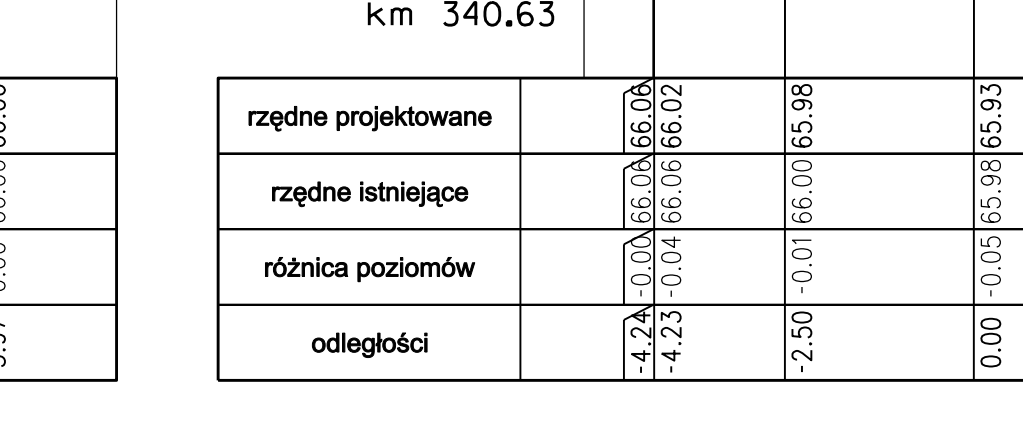 km 340.63
rzędne projektowane 66.06 66.02 65.98 65.93
rzędne istniejące 66.06 66.06 66.00 65.98
różnica poziomów -0.00 -0.04 -0.01 -0.05
odległości -4.24 -4.23 -2.50 0.00